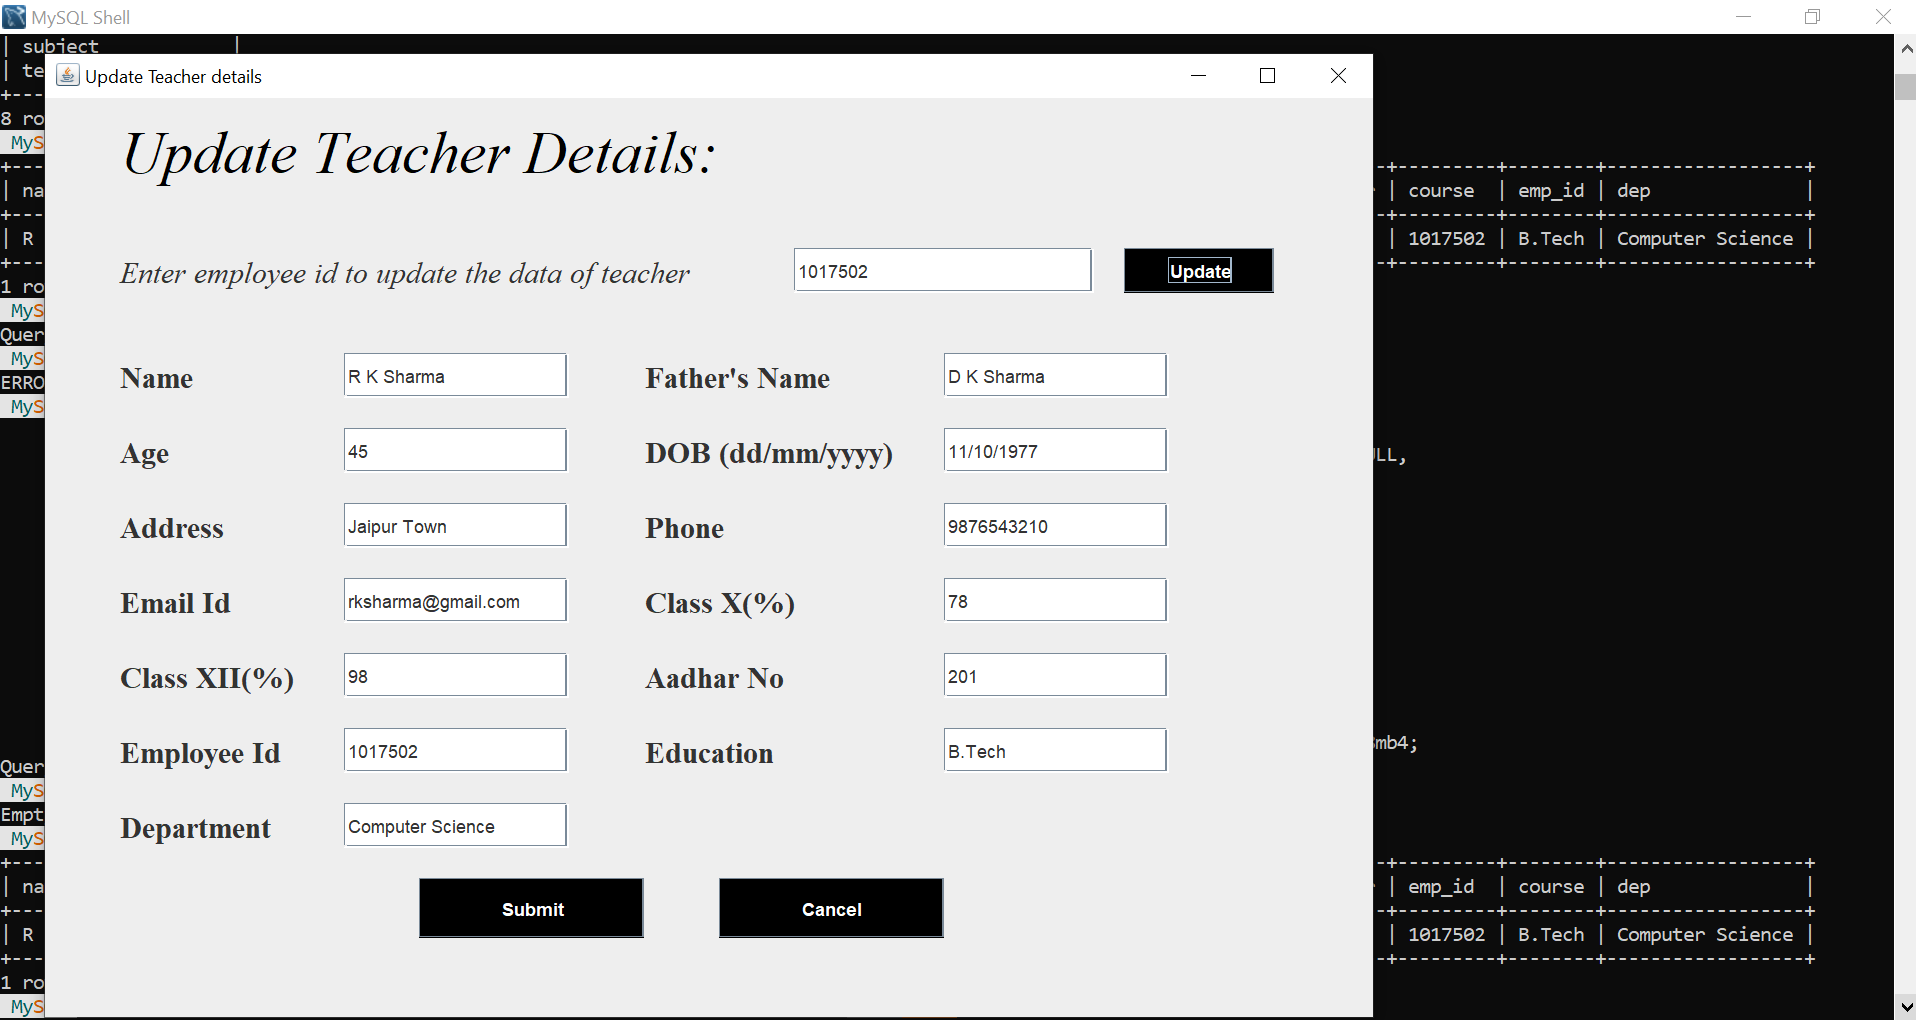 MySQL Shell
| subject |
| te
+---
8 ro
MyS
+---
| na
+---
| R
+---
1 ro
MyS
Quer
MyS
ERRO
MyS
Quer
MyS
Empt
MyS
+---
| na
+---
| R
+---
1 ro
MyS
Update Teacher details
Update Teacher Details:
Enter employee id to update the data of teacher 1017502 Update
Name R K Sharma Father's Name D K Sharma
Age 45 DOB (dd/mm/yyyy) 11/10/1977
Address Jaipur Town Phone 9876543210
Email Id rksharma@gmail.com Class X(%) 78
Class XII(%) 98 Aadhar No 201
Employee Id 1017502 Education B.Tech
Department Computer Science
Submit Cancel
-+---------+--------+------------------+
| course | emp_id | dep |
-+---------+--------+------------------+
| 1017502 | B.Tech | Computer Science |
-+---------+--------+------------------+
LL,
mb4;
-+---------+--------+------------------+
| emp_id | course | dep |
-+---------+--------+------------------+
| 1017502 | B.Tech | Computer Science |
-+---------+--------+------------------+